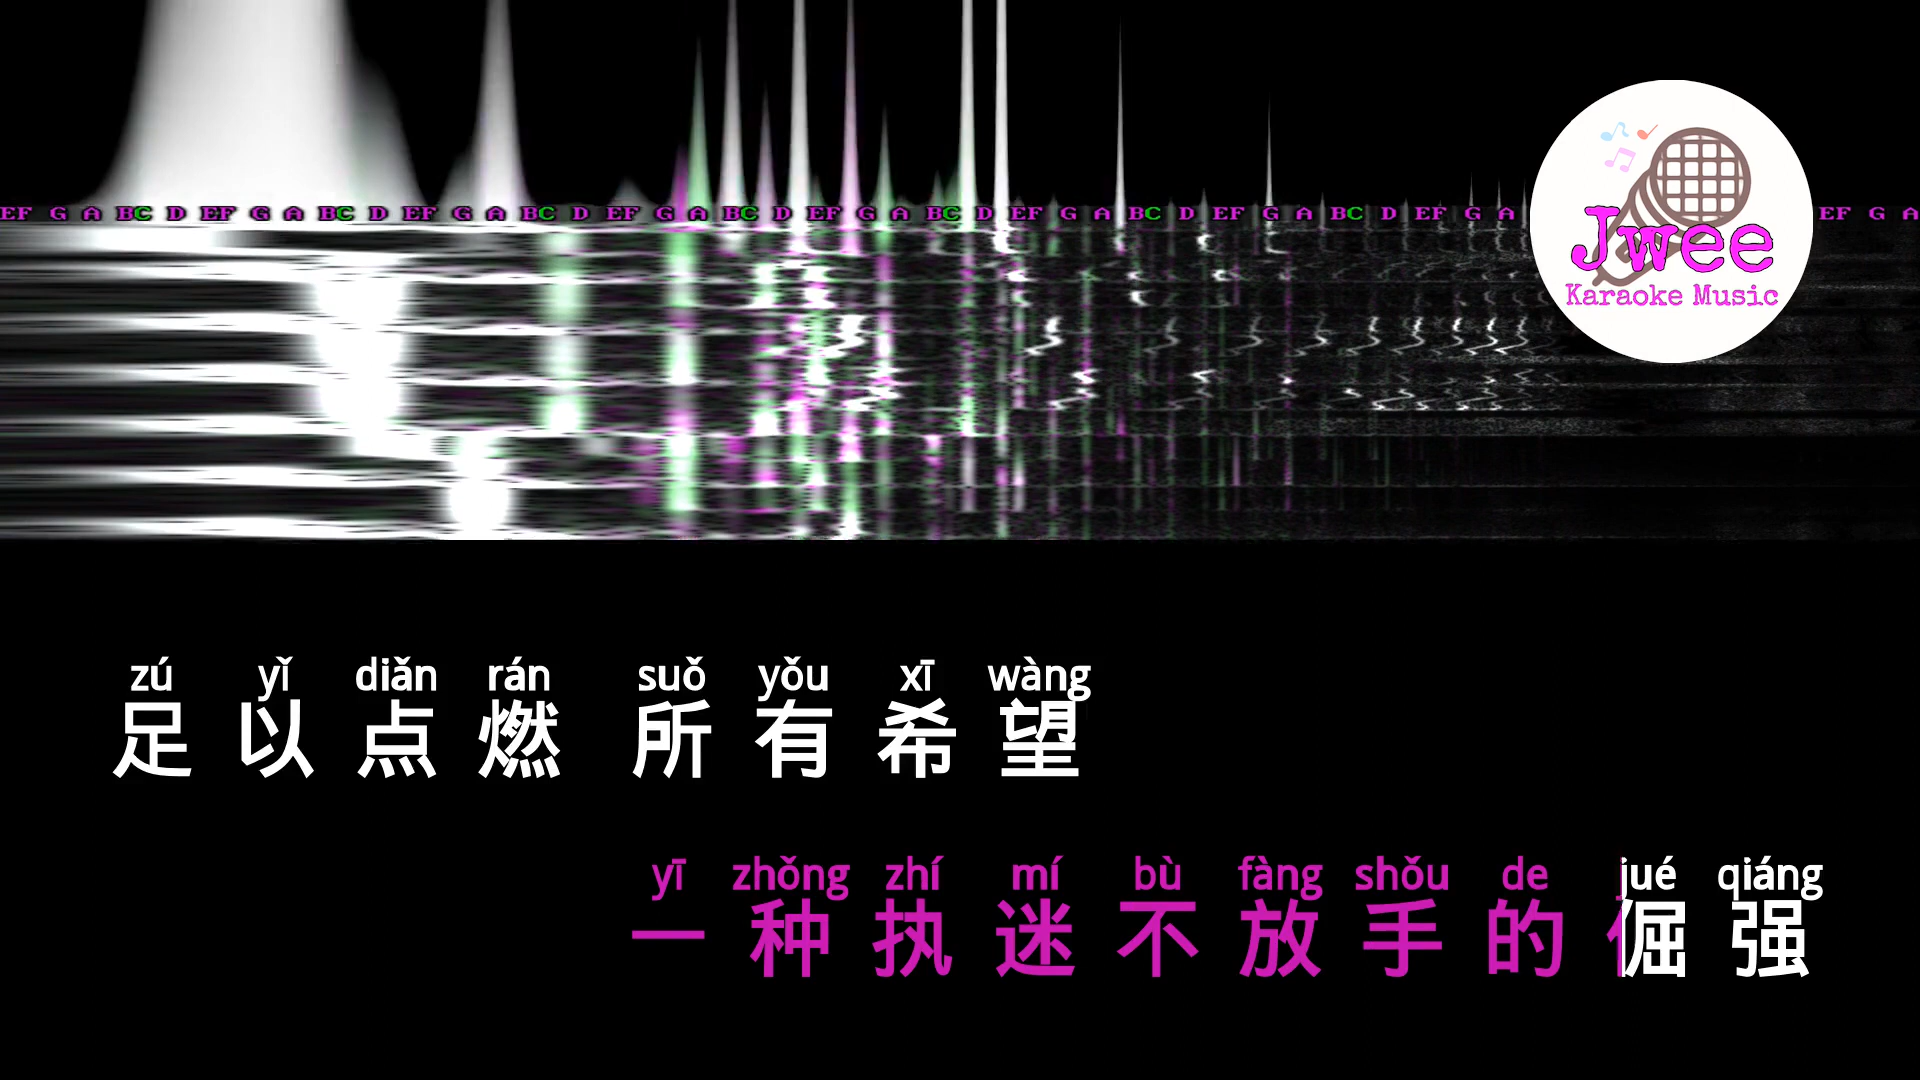 EF G A BC D EF G A BC D EF G A BC D EF G A BC D EF G A BC D EF G A BC D EF G A BC D EF G A EF G A
Jwee
Karaoke Music
zú yǐ diǎn rán suǒ yǒu xī wàng
足以点燃 所有希望
yī zhǒng zhí mí bù fàng shǒu de jué qiáng
一种执迷不放手的倔强